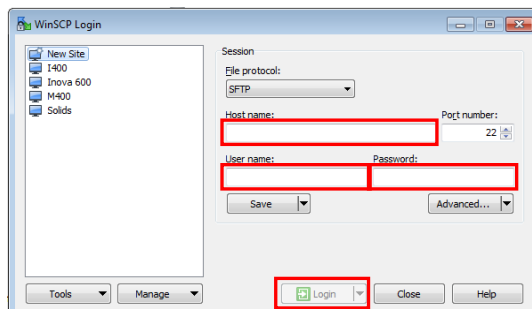 WinSCP Login
New Site
I400
Inova 600
M400
Solids
Session
File protocol:
SFTP
Host name:
Port number:
22
User name:
Password:
Save
Advanced...
Tools
Manage
Login
Close
Help